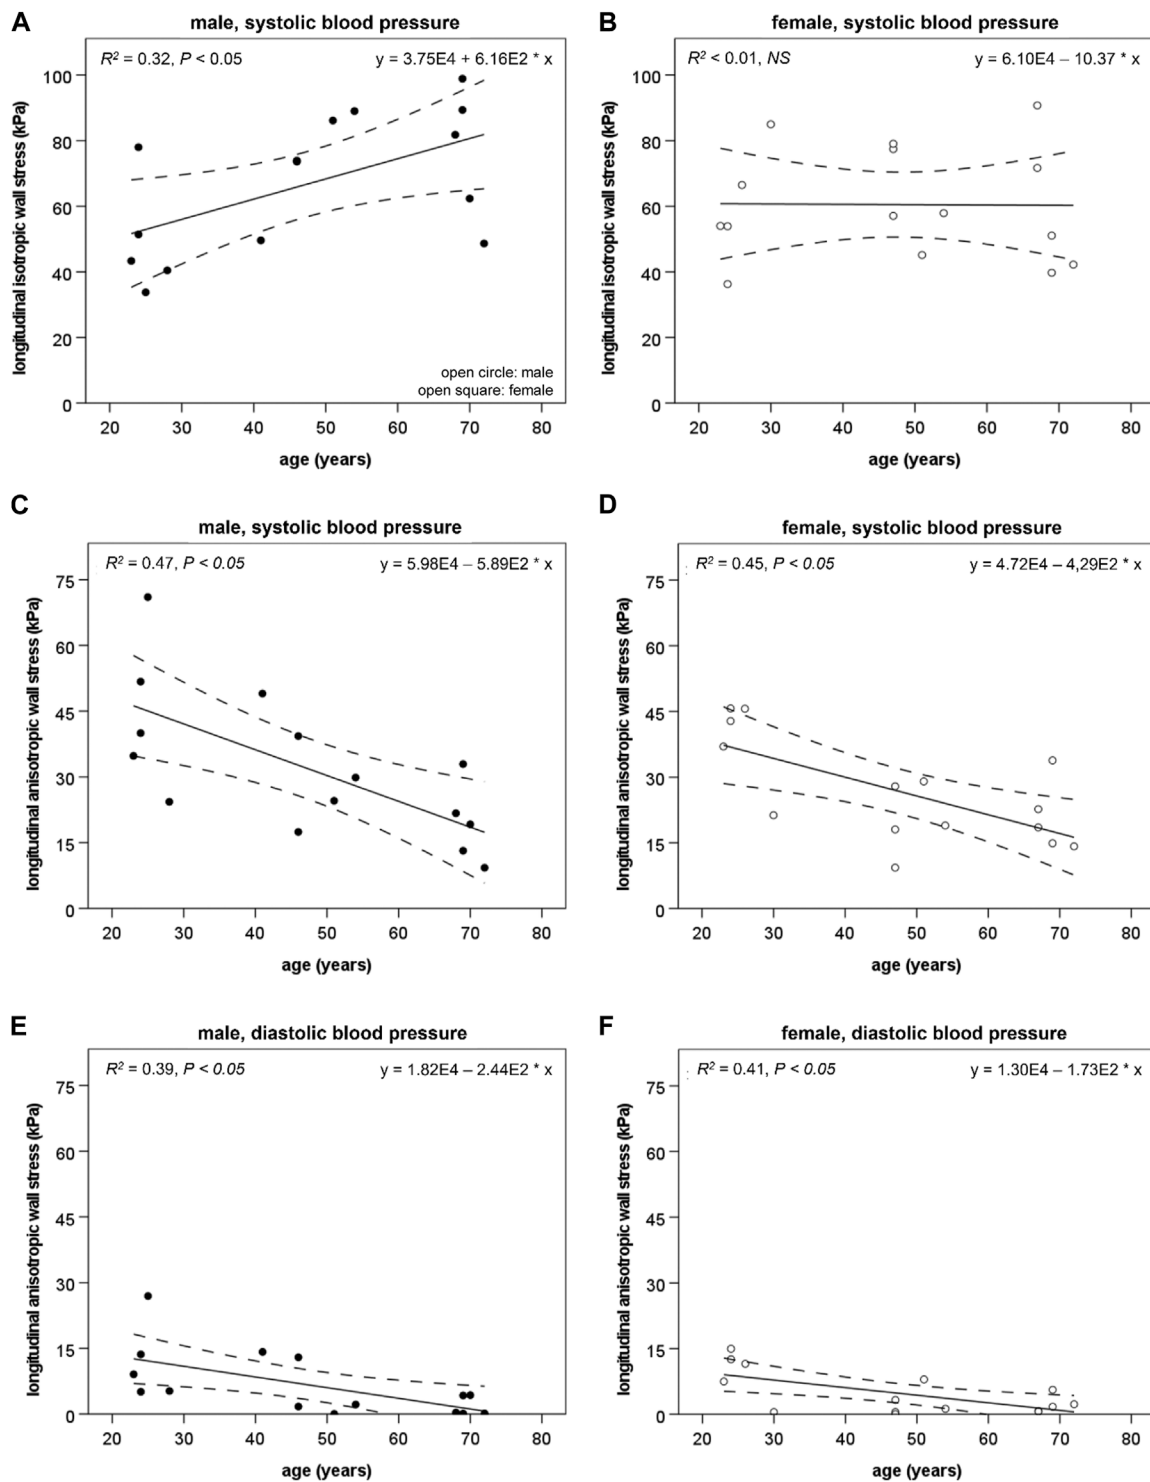 A
male, systolic blood pressure
R² = 0.32, P < 0.05
y = 3.75E4 + 6.16E2 * x
longitudinal isotropic wall stress (kPa)
100
80
60
40
20
0
open circle: male
open square: female
20 30 40 50 60 70 80
age (years)
B
female, systolic blood pressure
R² < 0.01, NS
y = 6.10E4 – 10.37 * x
longitudinal isotropic wall stress (kPa)
100
80
60
40
20
0
20 30 40 50 60 70 80
age (years)
C
male, systolic blood pressure
R² = 0.47, P < 0.05
y = 5.98E4 – 5.89E2 * x
longitudinal anisotropic wall stress (kPa)
75
60
45
30
15
0
20 30 40 50 60 70 80
age (years)
D
female, systolic blood pressure
R² = 0.45, P < 0.05
y = 4.72E4 – 4,29E2 * x
longitudinal anisotropic wall stress (kPa)
75
60
45
30
15
0
20 30 40 50 60 70 80
age (years)
E
male, diastolic blood pressure
R² = 0.39, P < 0.05
y = 1.82E4 – 2.44E2 * x
longitudinal anisotropic wall stress (kPa)
75
60
45
30
15
0
20 30 40 50 60 70 80
age (years)
F
female, diastolic blood pressure
R² = 0.41, P < 0.05
y = 1.30E4 – 1.73E2 * x
longitudinal anisotropic wall stress (kPa)
75
60
45
30
15
0
20 30 40 50 60 70 80
age (years)